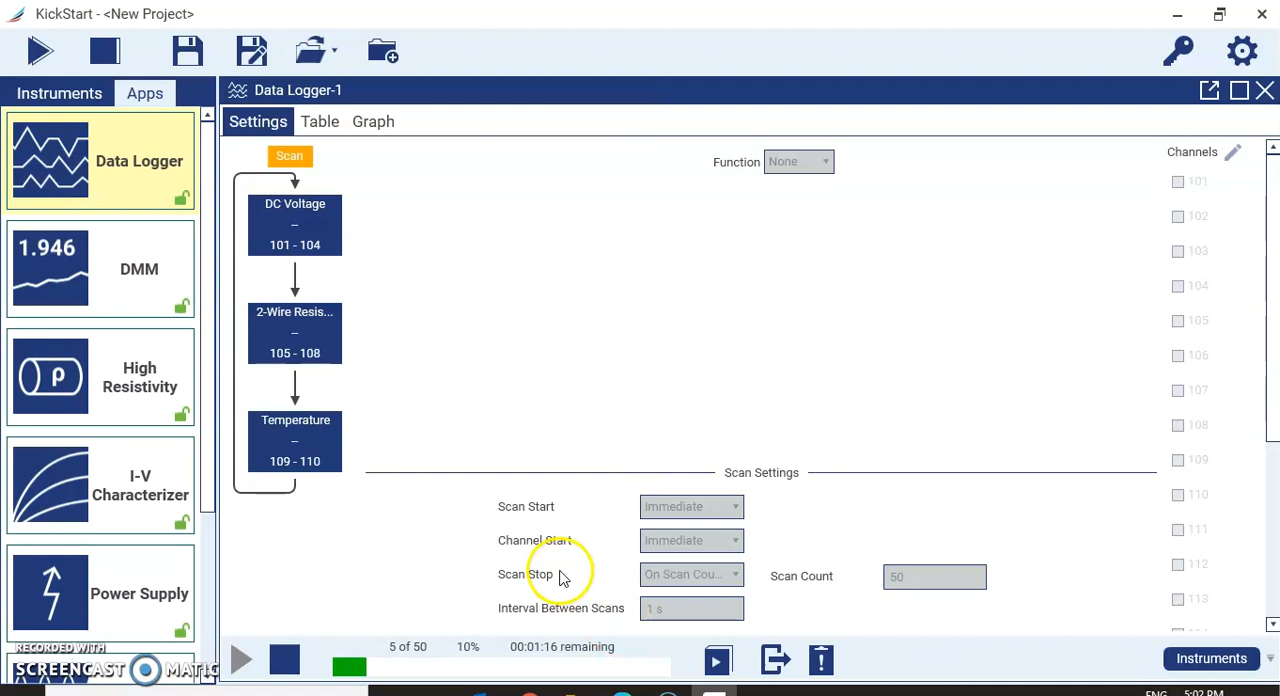 KickStart - <New Project>
Instruments Apps
Data Logger-1
Settings Table Graph
Data Logger
1.946
DMM
ρ
High
Resistivity
I-V
Characterizer
Power Supply
Scan
DC Voltage
--
101 - 104
2-Wire Resis...
--
105 - 108
Temperature
--
109 - 110
Function None
Channels
101
102
103
104
105
106
107
108
109
110
111
112
113
Scan Settings
Scan Start Immediate
Channel Start Immediate
Scan Stop On Scan Cou... Scan Count 50
Interval Between Scans 1 s
5 of 50 10% 00:01:16 remaining
Instruments
RECORDED WITH
SCREENCAST MATIC
ENG 5:02 PM